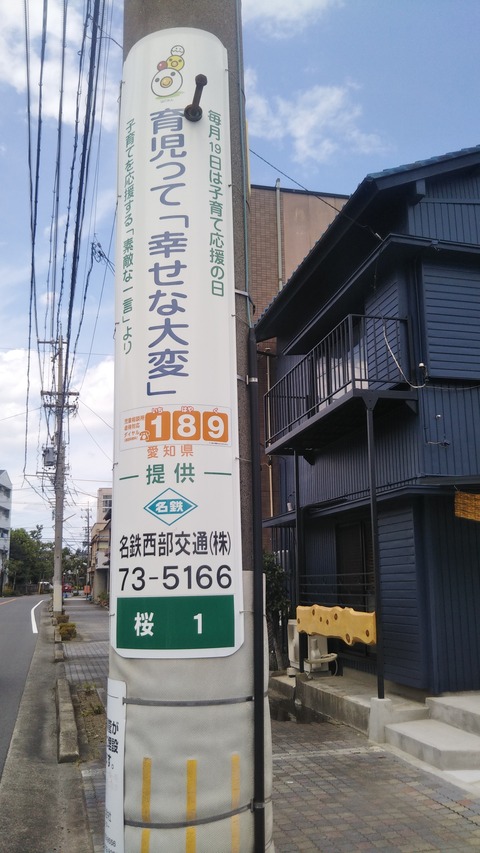 毎月19日は子育て応援の日
育児って「幸せな大変」
子育てを応援する「素敵な一言」より
189
愛知県
提供
名鉄
名鉄西部交通(株)
73-5166
桜 1